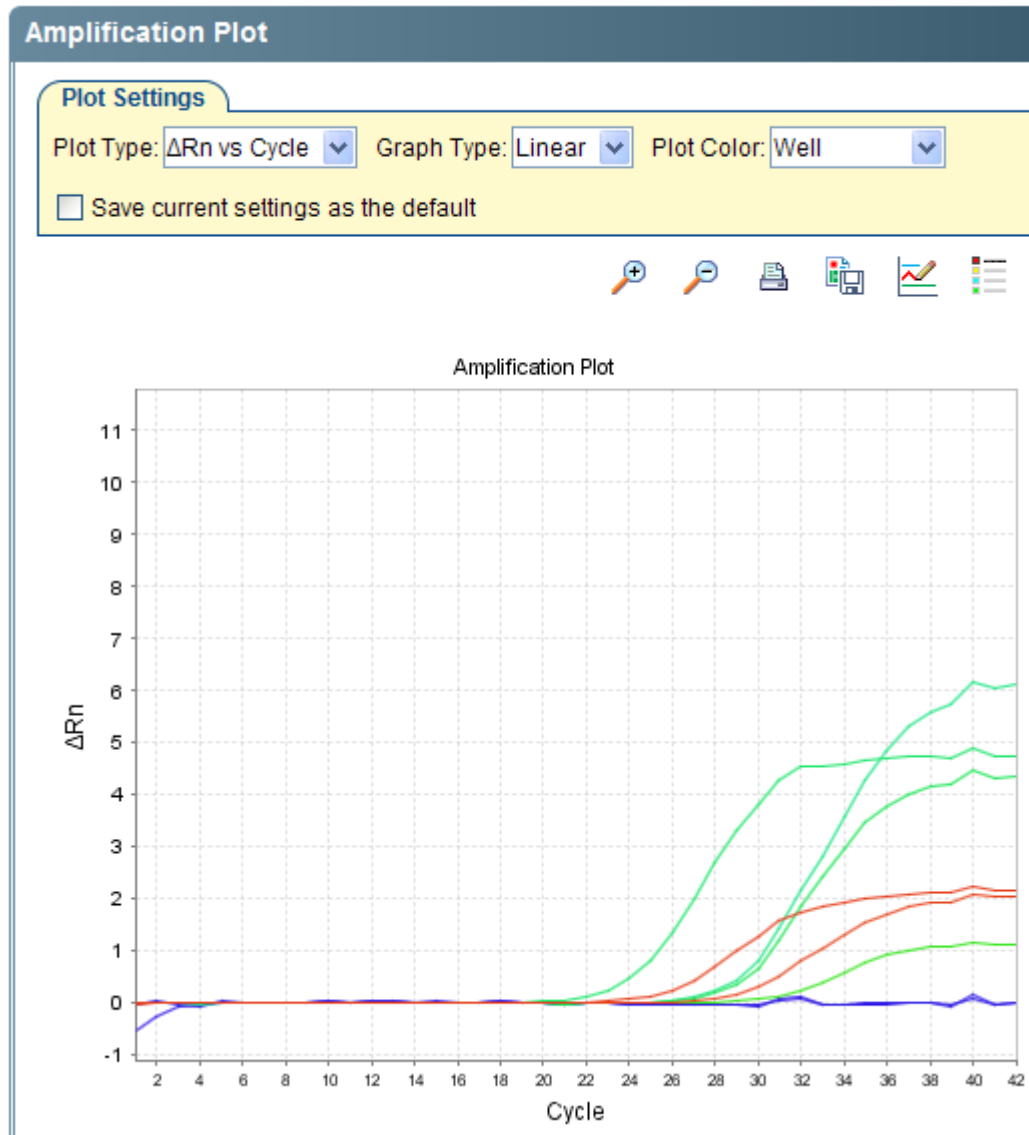 Amplification Plot
Plot Settings
Plot Type: ΔRn vs Cycle Graph Type: Linear Plot Color: Well
Save current settings as the default
Amplification Plot
11
10
9
8
7
6
5
4
3
2
1
0
-1
ΔRn
2 4 6 8 10 12 14 16 18 20 22 24 26 28 30 32 34 36 38 40 42
Cycle